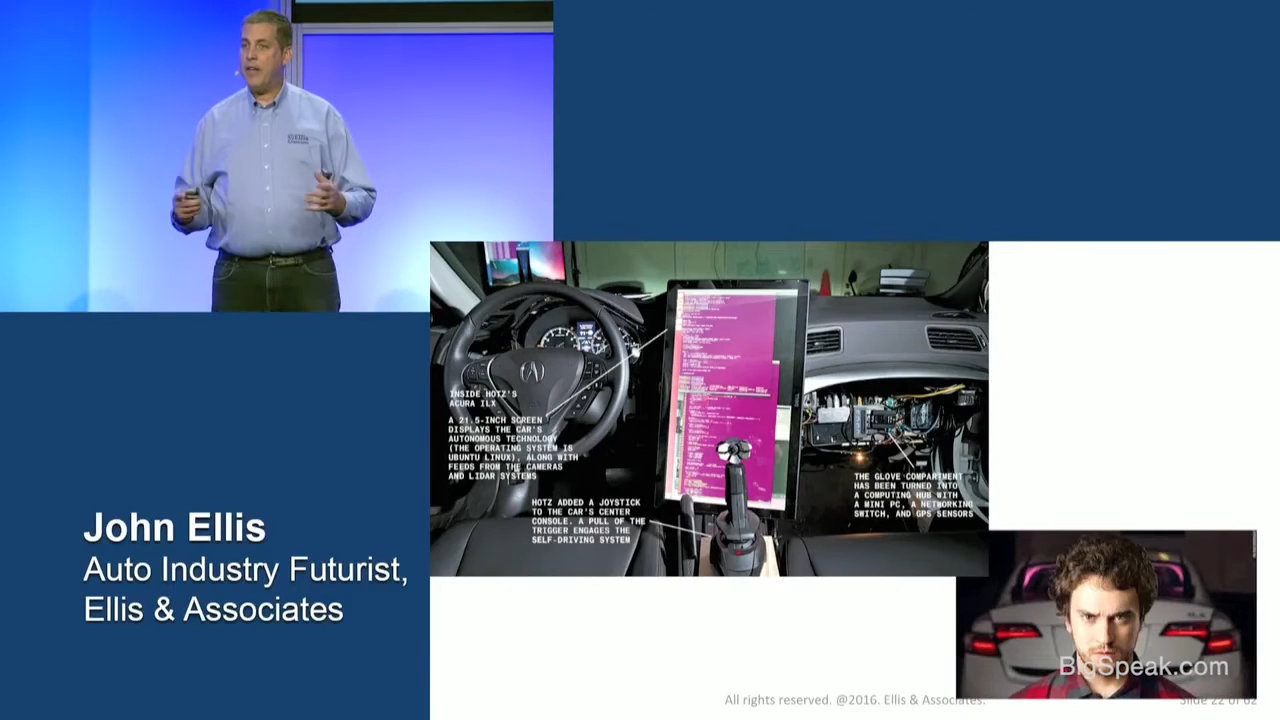 John Ellis
Auto Industry Futurist,
Ellis & Associates
INSIDE HOTZ'S
ACURA ILX
A 21.5-INCH SCREEN
DISPLAYS THE CAR'S
AUTONOMOUS TECHNOLOGY
(THE OPERATING SYSTEM IS
UBUNTU LINUX), ALONG WITH
FEEDS FROM THE CAMERAS
AND LIDAR SYSTEMS
HOTZ ADDED A JOYSTICK
TO THE CAR'S CENTER
CONSOLE. A PULL OF THE
TRIGGER ENGAGES THE
SELF-DRIVING SYSTEM
THE GLOVE COMPARTMENT
HAS BEEN TURNED INTO
A COMPUTING HUB WITH
A MINI PC, A NETWORKING
SWITCH, AND GPS SENSORS
BigSpeak.com
All rights reserved. @2016. Ellis & Associates.
Slide 22 of 62